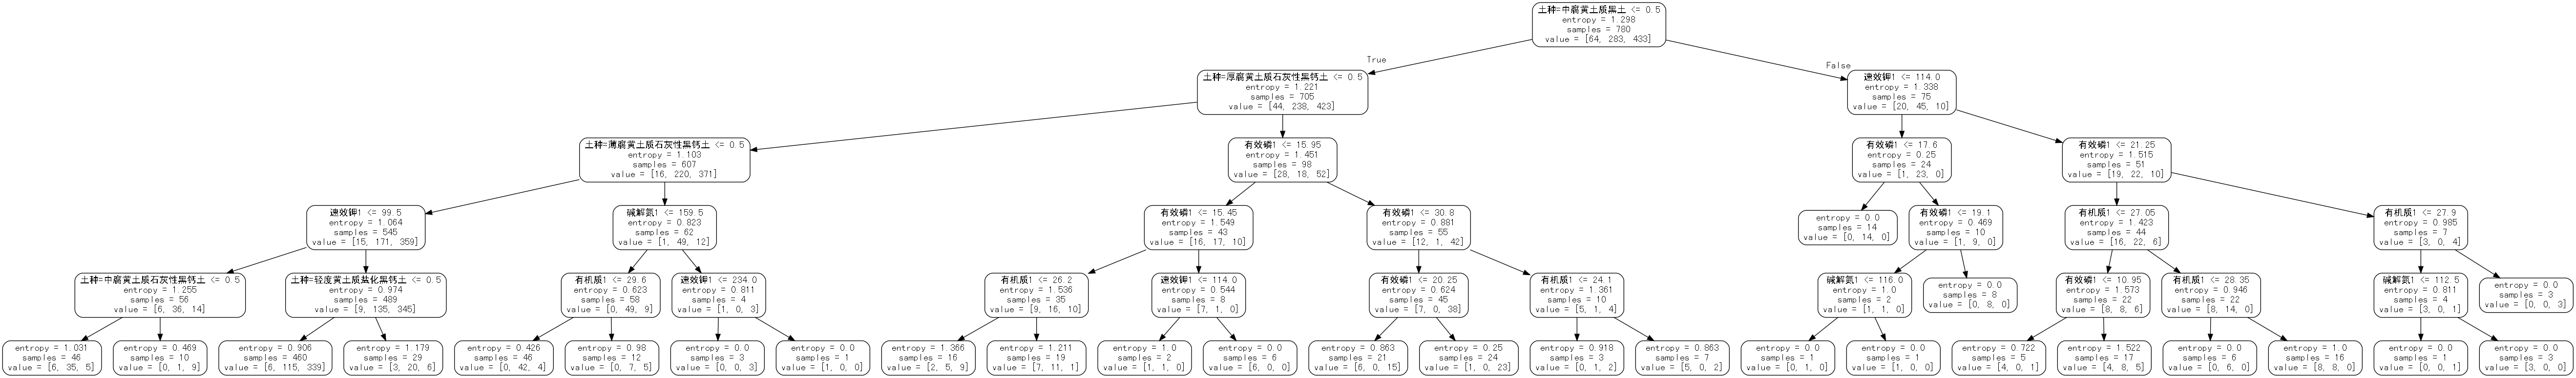 土种=中腐黄土质黑土 <= 0.5
entropy = 1.298
samples = 780
value = [64, 283, 433]
True
False
土种=厚腐黄土质石灰性黑钙土 <= 0.5
entropy = 1.221
samples = 705
value = [44, 238, 423]
速效钾1 <= 114.0
entropy = 1.338
samples = 75
value = [20, 45, 10]
土种=薄腐黄土质石灰性黑钙土 <= 0.5
entropy = 1.103
samples = 607
value = [16, 220, 371]
有效磷1 <= 15.95
entropy = 1.451
samples = 98
value = [28, 18, 52]
有效磷1 <= 17.6
entropy = 0.25
samples = 24
value = [1, 23, 0]
有效磷1 <= 21.25
entropy = 1.515
samples = 51
value = [19, 22, 10]
速效钾1 <= 99.5
entropy = 1.064
samples = 545
value = [15, 171, 359]
碱解氮1 <= 159.5
entropy = 0.823
samples = 62
value = [1, 49, 12]
有效磷1 <= 15.45
entropy = 1.549
samples = 43
value = [16, 17, 10]
有效磷1 <= 30.8
entropy = 0.881
samples = 55
value = [12, 1, 42]
entropy = 0.0
samples = 14
value = [0, 14, 0]
有效磷1 <= 19.1
entropy = 0.469
samples = 10
value = [1, 9, 0]
有机质1 <= 27.05
entropy = 1.423
samples = 44
value = [16, 22, 6]
有机质1 <= 27.9
entropy = 0.985
samples = 7
value = [3, 0, 4]
土种=中腐黄土质石灰性黑钙土 <= 0.5
entropy = 1.255
samples = 56
value = [6, 36, 14]
土种=轻度黄土质盐化黑钙土 <= 0.5
entropy = 0.974
samples = 489
value = [9, 135, 345]
有机质1 <= 29.6
entropy = 0.623
samples = 58
value = [0, 49, 9]
速效钾1 <= 234.0
entropy = 0.811
samples = 4
value = [1, 0, 3]
有机质1 <= 26.2
entropy = 1.536
samples = 35
value = [9, 16, 10]
速效钾1 <= 114.0
entropy = 0.544
samples = 8
value = [7, 1, 0]
有效磷1 <= 20.25
entropy = 0.624
samples = 45
value = [7, 0, 38]
有机质1 <= 24.1
entropy = 1.361
samples = 10
value = [5, 1, 4]
碱解氮1 <= 116.0
entropy = 1.0
samples = 2
value = [1, 1, 0]
entropy = 0.0
samples = 8
value = [0, 8, 0]
有效磷1 <= 10.95
entropy = 1.573
samples = 22
value = [8, 8, 6]
有机质1 <= 28.35
entropy = 0.946
samples = 22
value = [8, 14, 0]
碱解氮1 <= 112.5
entropy = 0.811
samples = 4
value = [3, 0, 1]
entropy = 0.0
samples = 3
value = [0, 0, 3]
entropy = 1.031
samples = 46
value = [6, 35, 5]
entropy = 0.469
samples = 10
value = [0, 1, 9]
entropy = 0.906
samples = 460
value = [6, 115, 339]
entropy = 1.179
samples = 29
value = [3, 20, 6]
entropy = 0.426
samples = 46
value = [0, 42, 4]
entropy = 0.98
samples = 12
value = [0, 7, 5]
entropy = 0.0
samples = 3
value = [0, 0, 3]
entropy = 0.0
samples = 1
value = [1, 0, 0]
entropy = 1.366
samples = 16
value = [2, 5, 9]
entropy = 1.211
samples = 19
value = [7, 11, 1]
entropy = 1.0
samples = 2
value = [1, 1, 0]
entropy = 0.0
samples = 6
value = [6, 0, 0]
entropy = 0.863
samples = 21
value = [6, 0, 15]
entropy = 0.25
samples = 24
value = [1, 0, 23]
entropy = 0.918
samples = 3
value = [0, 1, 2]
entropy = 0.863
samples = 7
value = [5, 0, 2]
entropy = 0.0
samples = 1
value = [0, 1, 0]
entropy = 0.0
samples = 1
value = [1, 0, 0]
entropy = 0.722
samples = 5
value = [4, 0, 1]
entropy = 1.522
samples = 17
value = [4, 8, 5]
entropy = 0.0
samples = 6
value = [0, 6, 0]
entropy = 1.0
samples = 16
value = [8, 8, 0]
entropy = 0.0
samples = 1
value = [0, 0, 1]
entropy = 0.0
samples = 3
value = [3, 0, 0]